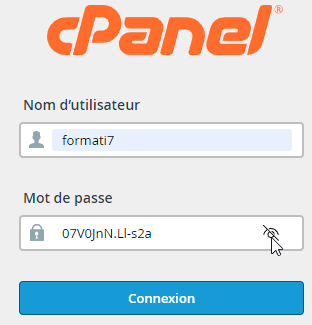 cPanel®
Nom d'utilisateur
formati7
Mot de passe
07V0JnN.Ll-s2a
Connexion